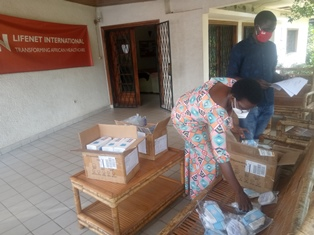 LIFENET INTERNATIONAL
TRANSFORMING AFRICAN HEALTHCARE